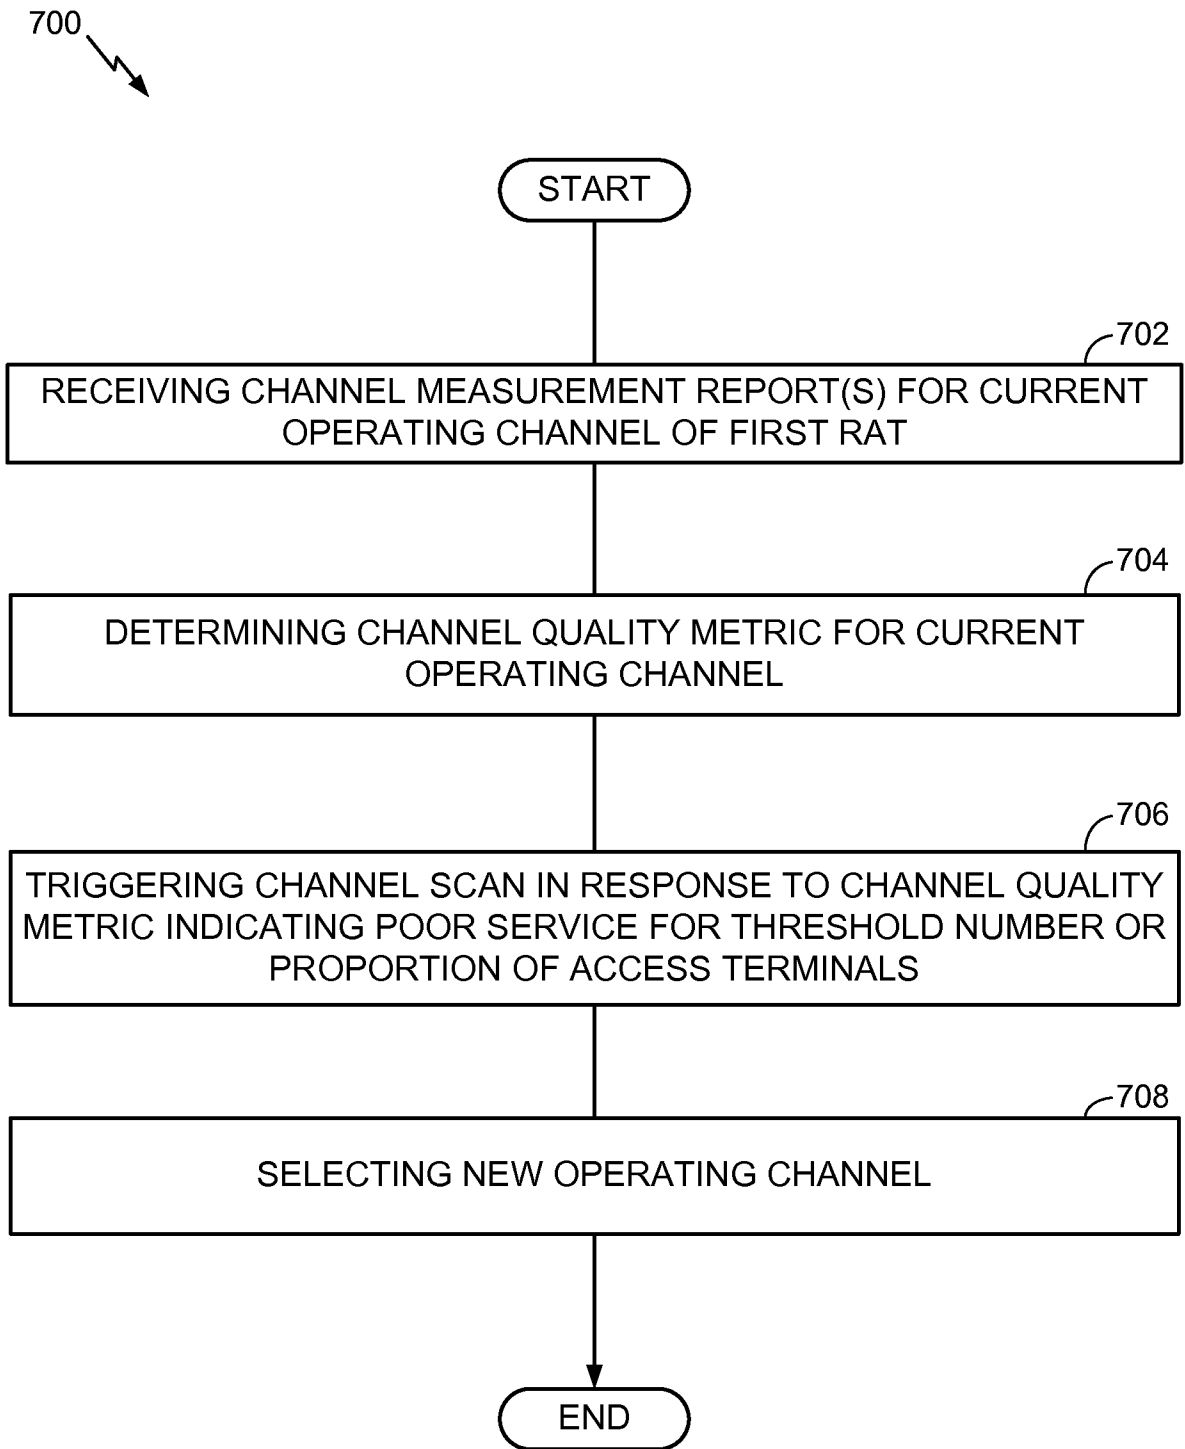 700
START
702
RECEIVING CHANNEL MEASUREMENT REPORT(S) FOR CURRENT
OPERATING CHANNEL OF FIRST RAT
704
DETERMINING CHANNEL QUALITY METRIC FOR CURRENT
OPERATING CHANNEL
706
TRIGGERING CHANNEL SCAN IN RESPONSE TO CHANNEL QUALITY
METRIC INDICATING POOR SERVICE FOR THRESHOLD NUMBER OR
PROPORTION OF ACCESS TERMINALS
708
SELECTING NEW OPERATING CHANNEL
END